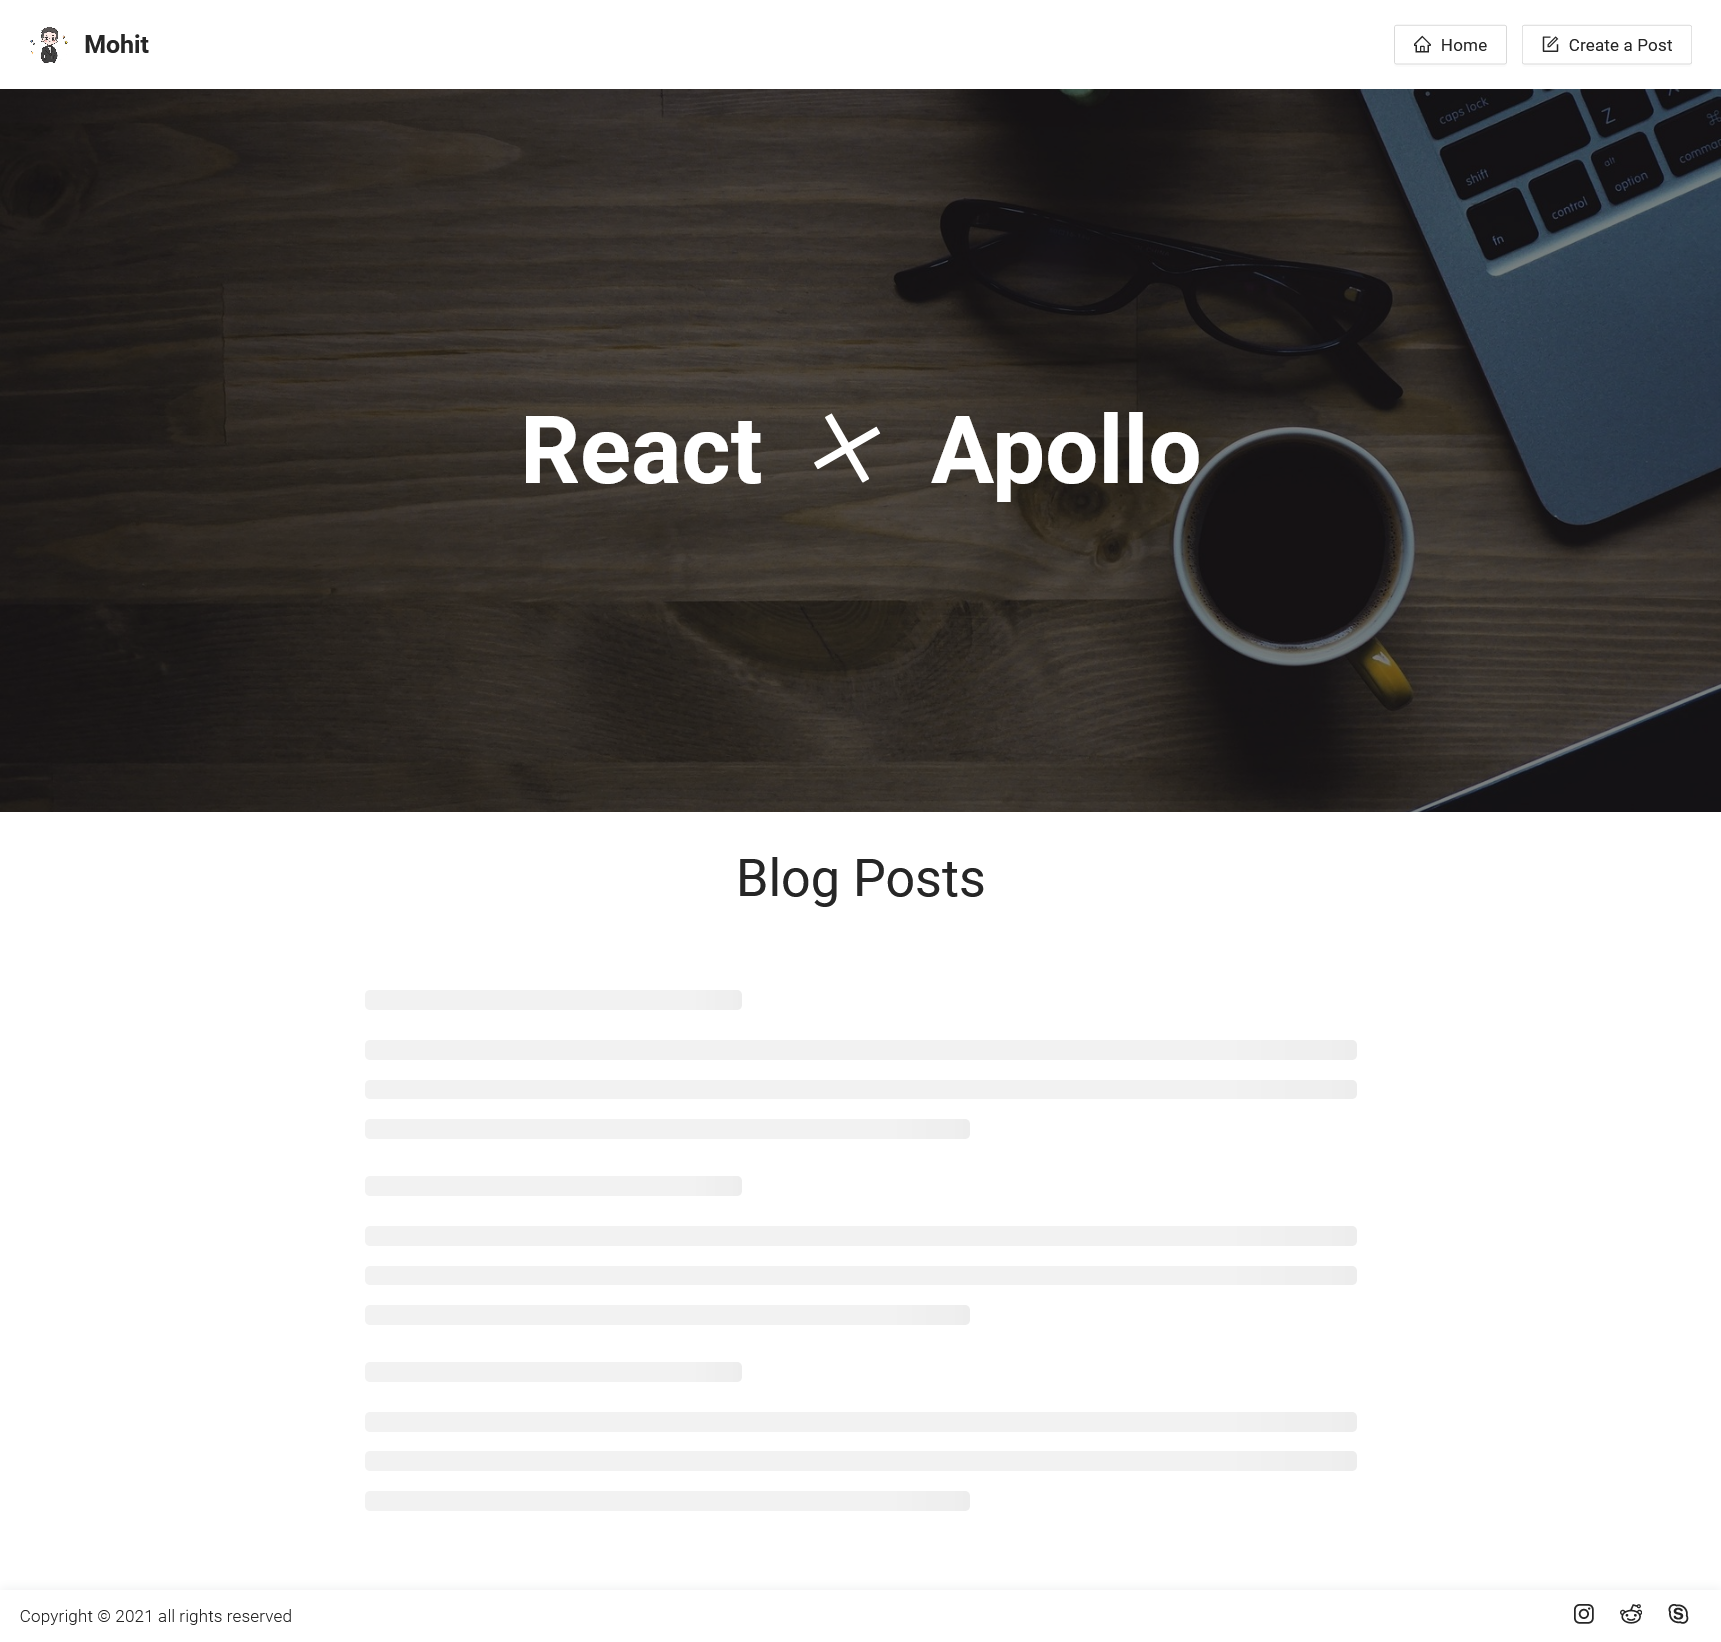 Mohit
Home
Create a Post
caps lock
Z
shift
alt
fn
control
option
React × Apollo
Blog Posts
Copyright © 2021 all rights reserved